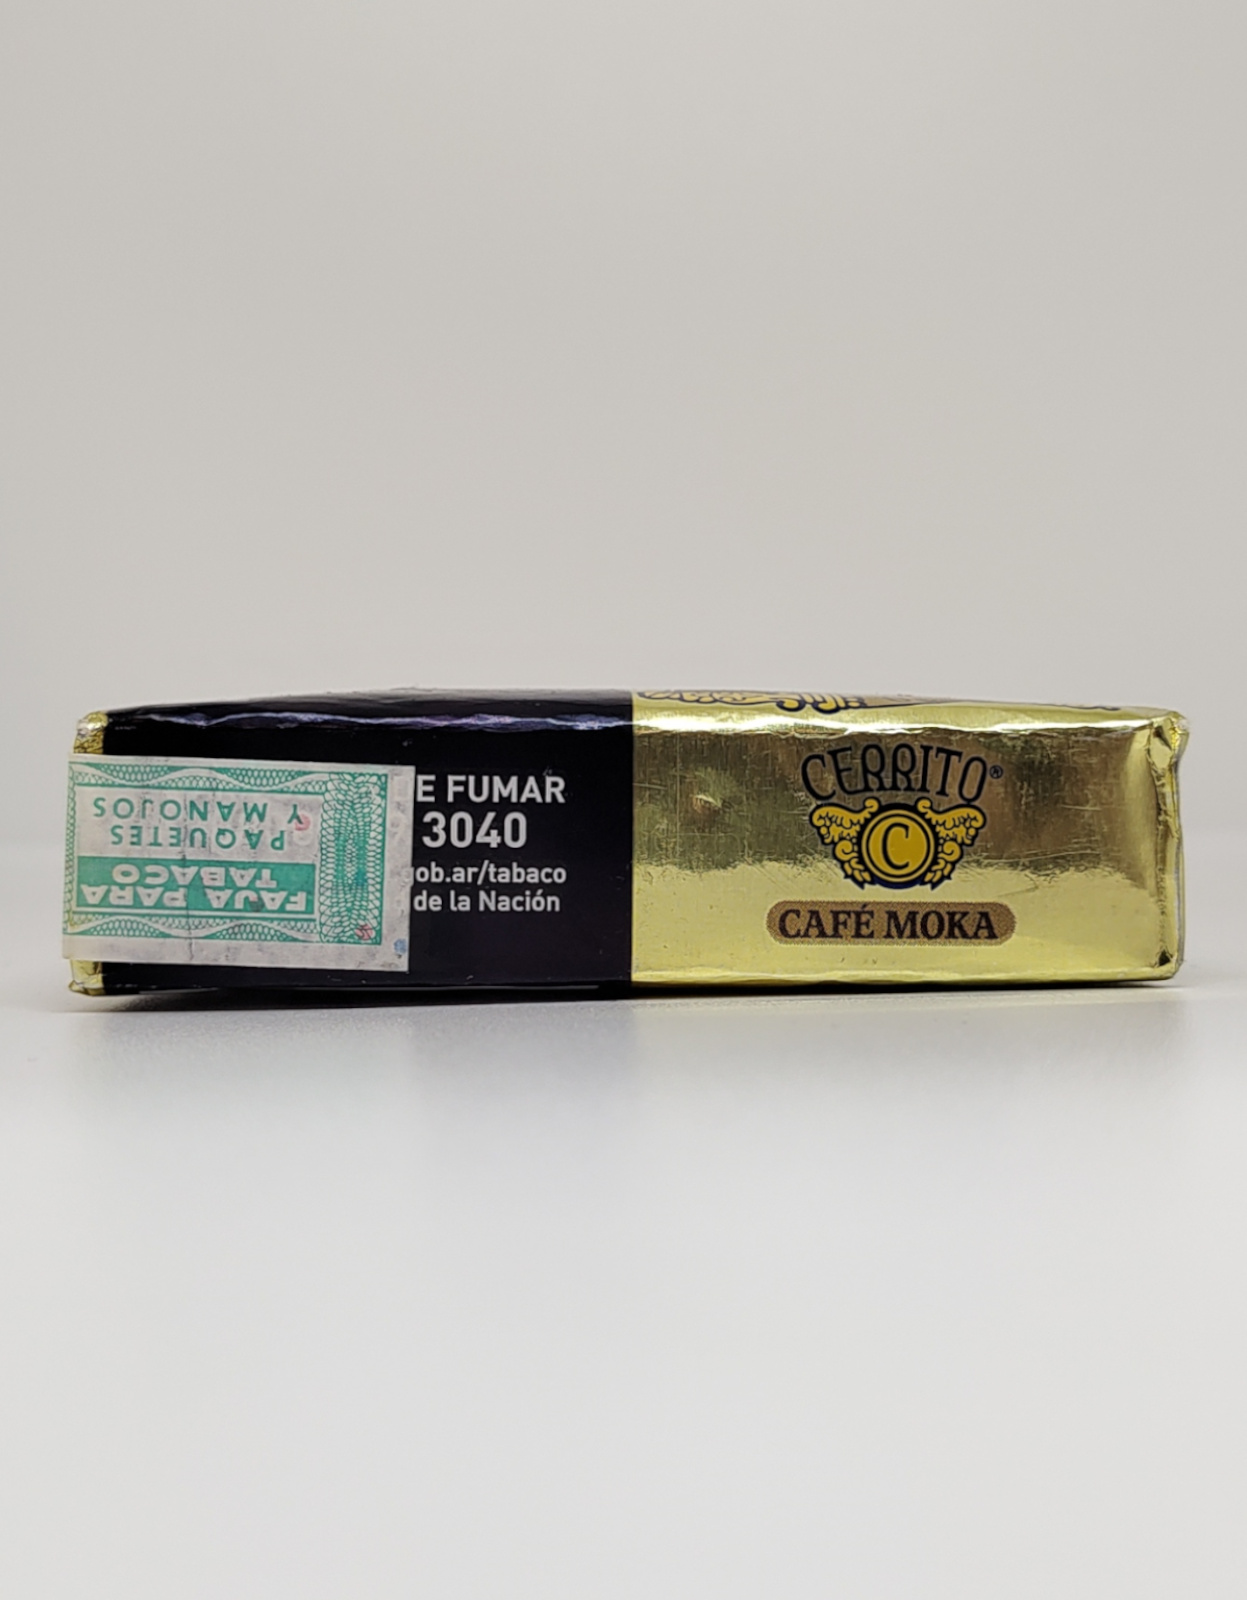 FAJA PARA
TABACO
PAQUETES
Y MANOJOS
E FUMAR
3040
gob.ar/tabaco
de la Nación
CERRITO®
C
CAFÉ MOKA